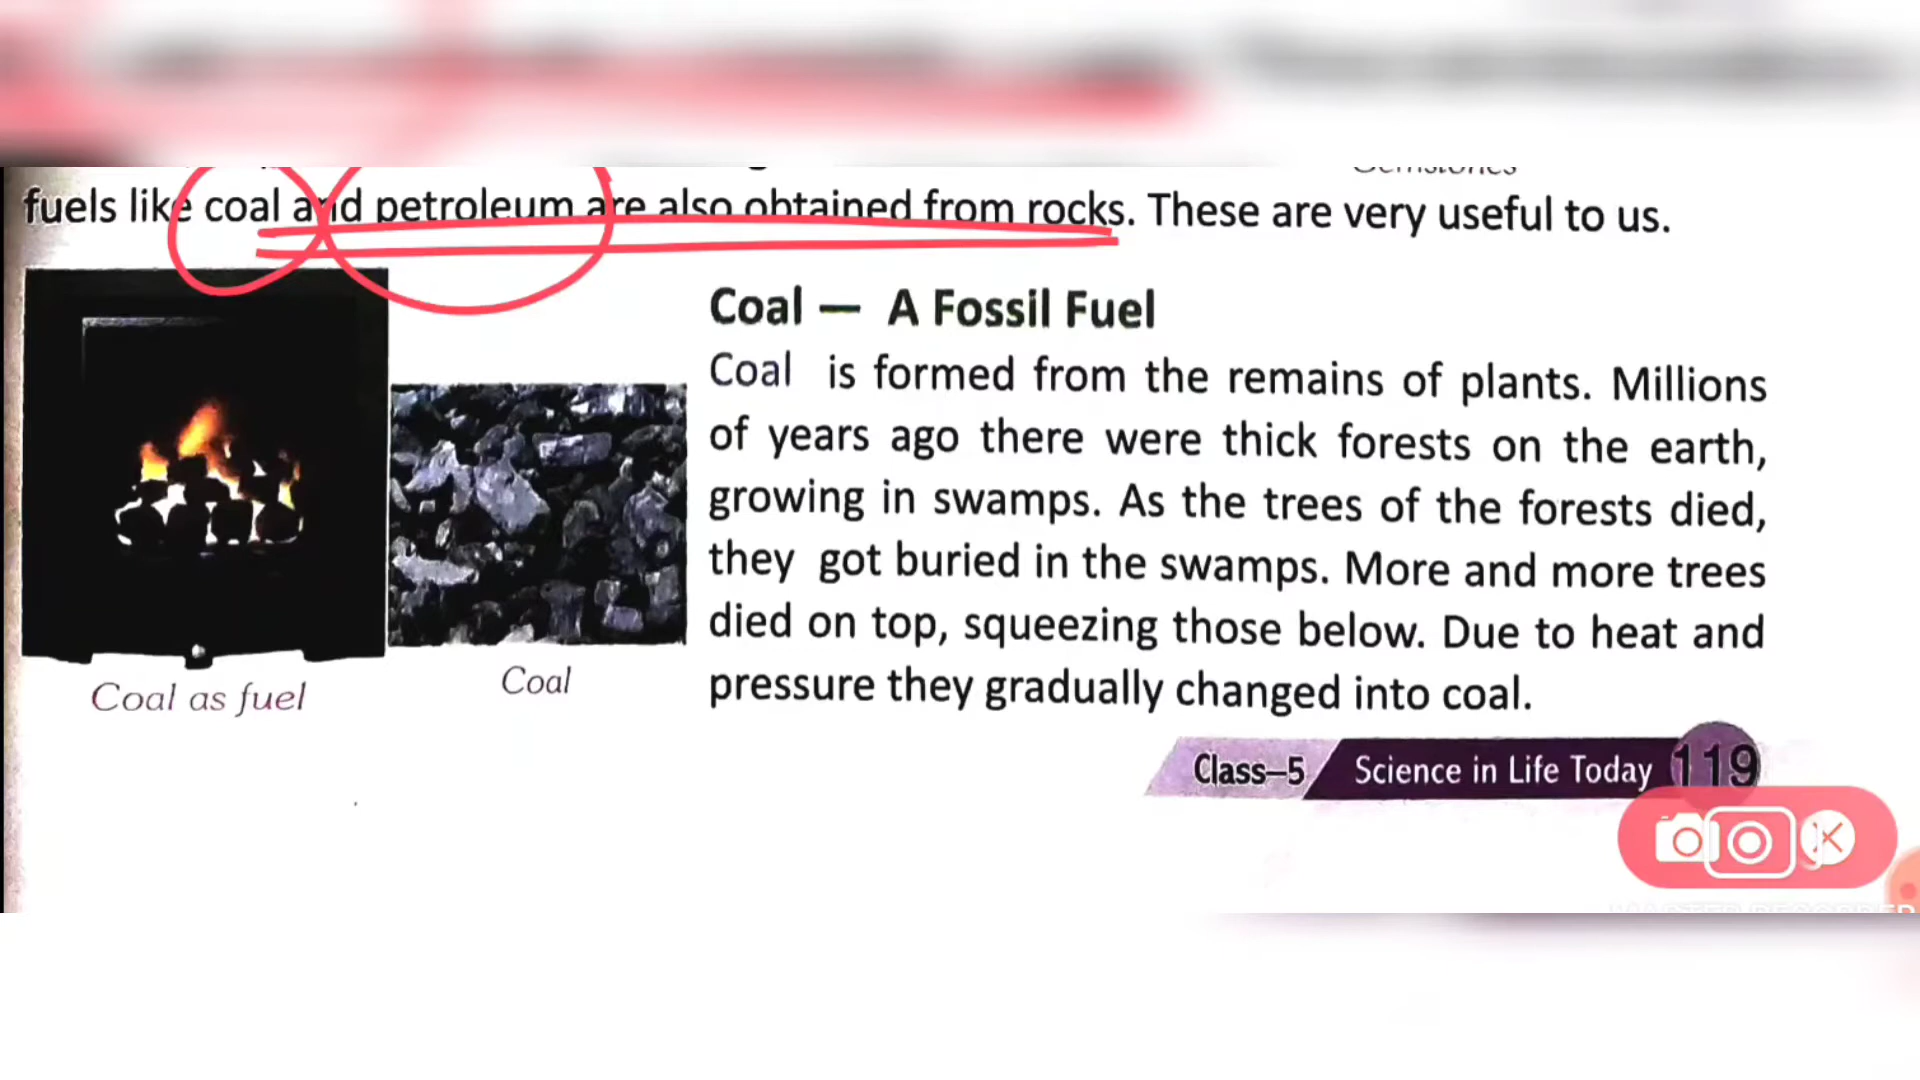 Gemstones
fuels like coal and petroleum are also obtained from rocks. These are very useful to us.
Coal — A Fossil Fuel
Coal is formed from the remains of plants. Millions
of years ago there were thick forests on the earth,
growing in swamps. As the trees of the forests died,
they got buried in the swamps. More and more trees
died on top, squeezing those below. Due to heat and
pressure they gradually changed into coal.
Coal as fuel
Coal
Class–5 Science in Life Today 119